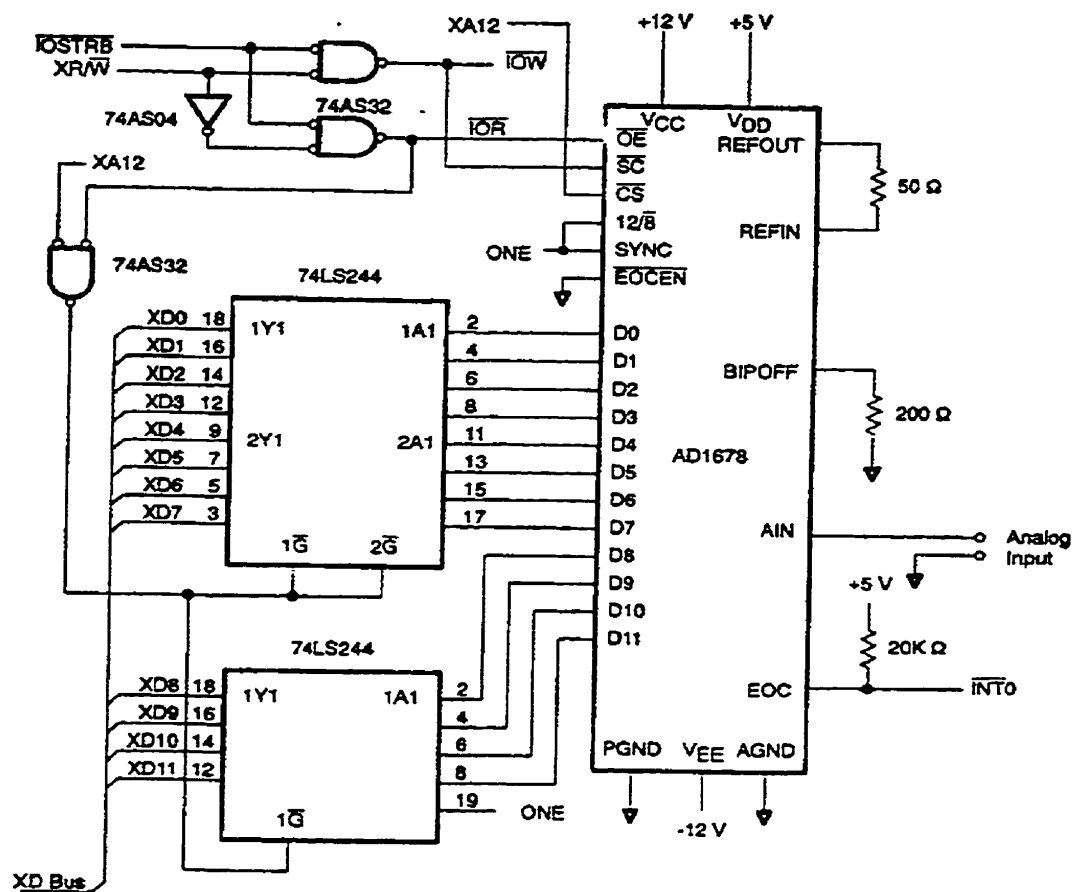 XA12
+12 V
+5 V
IOSTRB
XR/W
IOW
74AS04
74AS32
IOR
VCC
VDD
OE
REFOUT
SC
50 Ω
XA12
CS
12/8
REFIN
ONE
SYNC
74AS32
74LS244
EOCEN
XD0 18
1Y1
1A1
2
D0
XD1 16
4
D1
XD2 14
6
D2
BIPOFF
XD3 12
8
D3
XD4 9
2Y1
2A1
11
D4
200 Ω
XD5 7
13
D5
AD1678
XD6 5
15
D6
XD7 3
17
D7
AIN
Analog
Input
1G
2G
D8
D9
+5 V
D10
74LS244
D11
20K Ω
XD8 18
1Y1
1A1
2
EOC
INT0
XD9 16
4
XD10 14
6
XD11 12
8
PGND
VEE
AGND
19
ONE
1G
-12 V
XD Bus